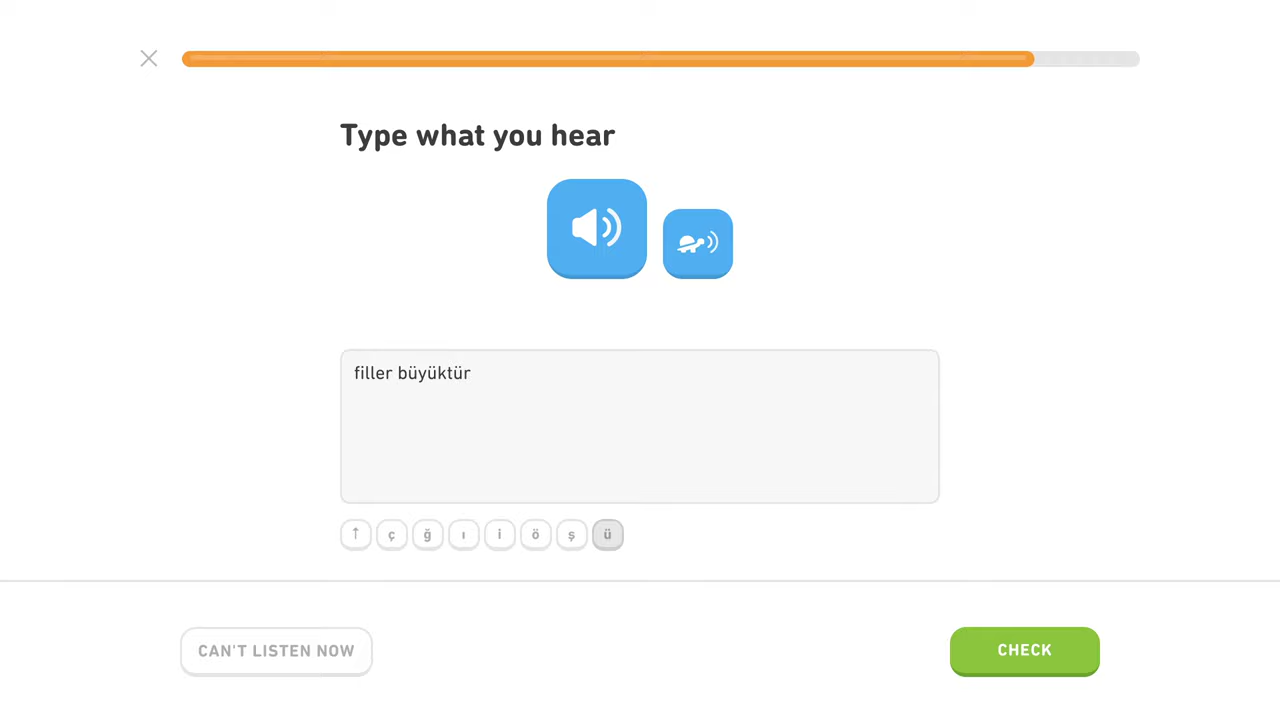 Type what you hear
filler büyüktür
↑ ç ğ ı i ö ş ü
CAN'T LISTEN NOW
CHECK